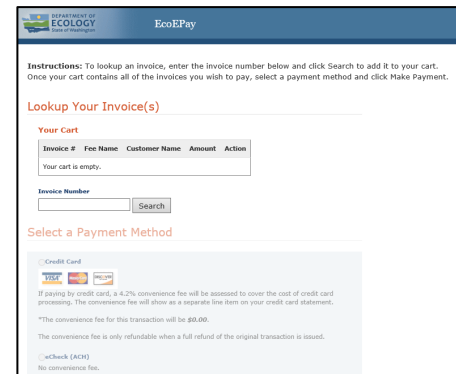 DEPARTMENT OF
ECOLOGY
State of Washington
EcoEPay
Instructions: To lookup an invoice, enter the invoice number below and click Search to add it to your cart.
Once your cart contains all of the invoices you wish to pay, select a payment method and click Make Payment.
Lookup Your Invoice(s)
Your Cart
Invoice # Fee Name Customer Name Amount Action
Your cart is empty.
Invoice Number
Search
Select a Payment Method
Credit Card
VISA
If paying by credit card, a 4.2% convenience fee will be assessed to cover the cost of credit card
processing. The convenience fee will show as a separate line item on your credit card statement.
*The convenience fee for this transaction will be $0.00.
The convenience fee is only refundable when a full refund of the original transaction is issued.
eCheck (ACH)
No convenience fee.